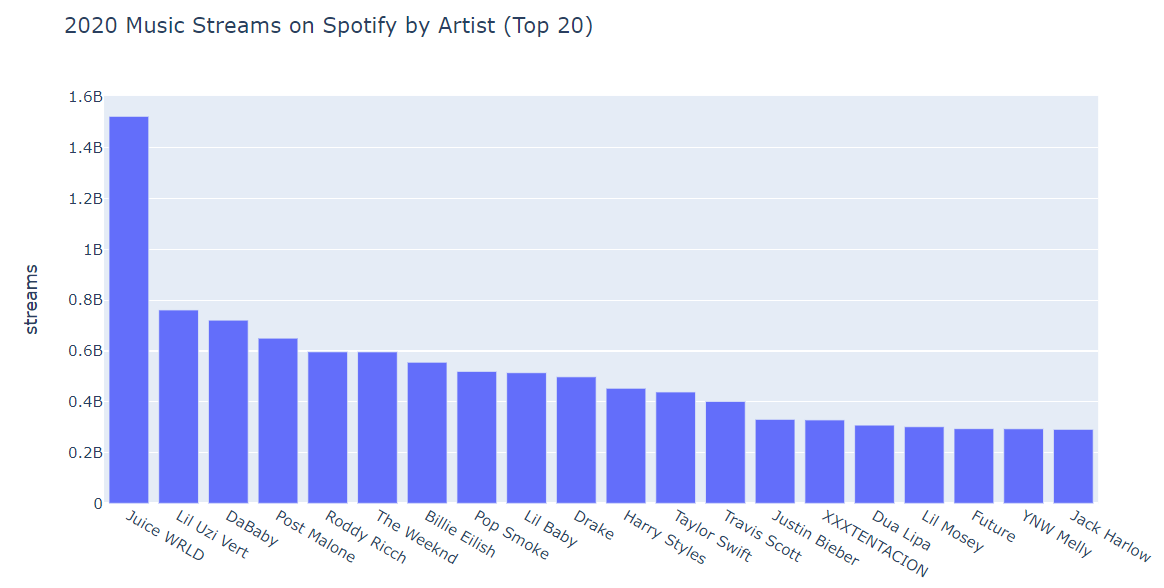 2020 Music Streams on Spotify by Artist (Top 20)
1.6B
1.4B
1.2B
1B
0.8B
0.6B
0.4B
0.2B
0
streams
Juice WRLD
Lil Uzi Vert
DaBaby
Post Malone
Roddy Ricch
The Weeknd
Billie Eilish
Pop Smoke
Lil Baby
Drake
Harry Styles
Taylor Swift
Travis Scott
Justin Bieber
XXXTENTACION
Dua Lipa
Lil Mosey
Future
YNW Melly
Jack Harlow